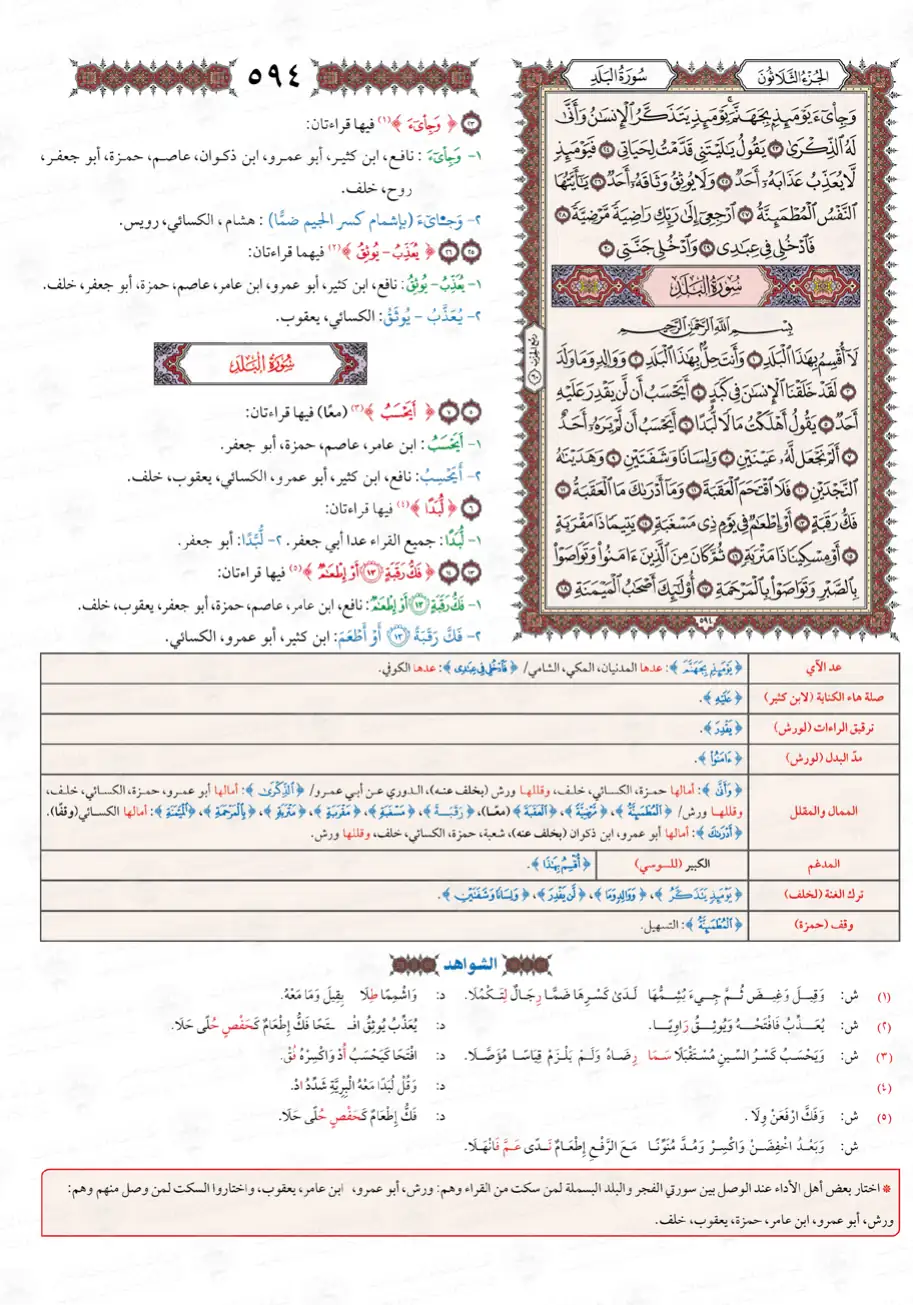 الجزء الثلاثون
سورة البلد
وَجِاْىٓءَ يَوْمَئِذٍۭ بِجَهَنَّمَۚ يَوْمَئِذٍ يَتَذَكَّرُ ٱلْإِنسَٰنُ وَأَنَّىٰ
لَهُ ٱلذِّكْرَىٰ ٢٣ يَقُولُ يَٰلَيْتَنِى قَدَّمْتُ لِحَيَاتِى ٢٤ فَيَوْمَئِذٍ
لَّا يُعَذِّبُ عَذَابَهُۥٓ أَحَدٌ ٢٥ وَلَا يُوثِقُ وَثَاقَهُۥٓ أَحَدٌ ٢٦ يَٰٓأَيَّتُهَا
ٱلنَّفْسُ ٱلْمُطْمَئِنَّةُ ٢٧ ٱرْجِعِىٓ إِلَىٰ رَبِّكِ رَاضِيَةً مَّرْضِيَّةً ٢٨
فَٱدْخُلِى فِى عِبَٰدِى ٢٩ وَٱدْخُلِى جَنَّتِى ٣٠
سورة البلد
بِسْمِ ٱللَّهِ ٱلرَّحْمَٰنِ ٱلرَّحِيمِ
لَآ أُقْسِمُ بِهَٰذَا ٱلْبَلَدِ ١ وَأَنتَ حِلٌّۢ بِهَٰذَا ٱلْبَلَدِ ٢ وَوَالِدٍ وَمَا وَلَدَ
٣ لَقَدْ خَلَقْنَا ٱلْإِنسَٰنَ فِى كَبَدٍ ٤ أَيَحْسَبُ أَن لَّن يَقْدِرَ عَلَيْهِ
أَحَدٌ ٥ يَقُولُ أَهْلَكْتُ مَالًا لُّبَدًا ٦ أَيَحْسَبُ أَن لَّمْ يَرَهُۥٓ أَحَدٌ
٧ أَلَمْ نَجْعَل لَّهُۥ عَيْنَيْنِ ٨ وَلِسَانًا وَشَفَتَيْنِ ٩ وَهَدَيْنَٰهُ
ٱلنَّجْدَيْنِ ١٠ فَلَا ٱقْتَحَمَ ٱلْعَقَبَةَ ١١ وَمَآ أَدْرَىٰكَ مَا ٱلْعَقَبَةُ ١٢
فَكُّ رَقَبَةٍ ١٣ أَوْ إِطْعَٰمٌ فِى يَوْمٍ ذِى مَسْغَبَةٍ ١٤ يَتِيمًا ذَا مَقْرَبَةٍ
١٥ أَوْ مِسْكِينًا ذَا مَتْرَبَةٍ ١٦ ثُمَّ كَانَ مِنَ ٱلَّذِينَ ءَامَنُوا۟ وَتَوَاصَوْا۟
بِٱلصَّبْرِ وَتَوَاصَوْا۟ بِٱلْمَرْحَمَةِ ١٧ أُو۟لَٰٓئِكَ أَصْحَٰبُ ٱلْمَيْمَنَةِ ١٨
٥٩٤
٥٩٤
٢٣ ﴿ وَجِاْىٓءَ ﴾(١) فيها قراءتان:
١- وَجِاْىٓءَ : نافع، ابن كثير، أبو عمرو، ابن ذكوان، عاصم، حمزة، أبو جعفر،
روح، خلف.
٢- وَجِاْىٓءَ (بإشمام كسر الجيم ضمًّا) : هشام ، الكسائي، رويس.
٢٥ ٢٦ ﴿ يُعَذِّبُ - يُوثِقُ ﴾(٢) فيهما قراءتان:
١- يُعَذِّبُ - يُوثِقُ: نافع، ابن كثير، أبو عمرو، ابن عامر، عاصم، حمزة، أبو جعفر، خلف.
٢- يُعَذَّبُ - يُوثَقُ: الكسائي، يعقوب.
سورة البلد
٥ ٧ ﴿ أَيَحْسَبُ ﴾(٣) (معًا) فيها قراءتان:
١- أَيَحْسَبُ: ابن عامر، عاصم، حمزة، أبو جعفر.
٢- أَيَحْسِبُ: نافع، ابن كثير، أبو عمرو، الكسائي، يعقوب، خلف.
٦ ﴿ لُّبَدًا ﴾(٤) فيها قراءتان:
١- لُّبَدًا: جميع القراء عدا أبي جعفر. ٢- لُّبَّدًا: أبو جعفر.
١٣ ١٤ ﴿ فَكُّ رَقَبَةٍ ١٣ أَوْ إِطْعَٰمٌ ﴾(٥) فيها قراءتان:
١- فَكُّ رَقَبَةٍ ١٣ أَوْ إِطْعَٰمٌ: نافع، ابن عامر، عاصم، حمزة، أبو جعفر، يعقوب، خلف.
٢- فَكَّ رَقَبَةً ١٣ أَوْ أَطْعَمَ: ابن كثير، أبو عمرو، الكسائي.
عد الآي
﴿ يَوْمَئِذٍۭ بِجَهَنَّمَ ﴾: عدها المدنيان، المكي، الشامي/ ﴿ فَٱدْخُلِى فِى عِبَٰدِى ﴾: عدها الكوفي.
صلة هاء الكناية (لابن كثير)
﴿ عَلَيْهِ ﴾.
ترقيق الراءات (لورش)
﴿ يَقْدِرَ ﴾.
مدّ البدل (لورش)
﴿ ءَامَنُوا۟ ﴾.
الممال والمقلل
﴿ وَأَنَّىٰ ﴾: أمالها حمزة، الكسائي، خلف، وقللها ورش (بخلف عنه)، الدوري عن أبي عمرو/ ﴿ ٱلذِّكْرَىٰ ﴾: أمالها أبو عمرو، حمزة، الكسائي، خلف،
وقللها ورش/ ﴿ ٱلْمُطْمَئِنَّةُ ﴾، ﴿ مَّرْضِيَّةً ﴾، ﴿ ٱلْعَقَبَةَ ﴾ (معًا)، ﴿ رَقَبَةٍ ﴾، ﴿ مَسْغَبَةٍ ﴾، ﴿ مَقْرَبَةٍ ﴾، ﴿ مَتْرَبَةٍ ﴾، ﴿ بِٱلْمَرْحَمَةِ ﴾، ﴿ ٱلْمَيْمَنَةِ ﴾: أمالها الكسائي (وقفًا).
﴿ أَدْرَىٰكَ ﴾: أمالها أبو عمرو، ابن ذكوان (بخلف عنه)، شعبة، حمزة، الكسائي، خلف، وقللها ورش.
المدغم
الكبير (للسوسي)
﴿ أُقْسِمُ بِهَٰذَا ﴾.
ترك الغنة (لخلف)
﴿ يَوْمَئِذٍ يَتَذَكَّرُ ﴾، ﴿ وَوَالِدٍ وَمَا ﴾، ﴿ لَّن يَقْدِرَ ﴾، ﴿ وَلِسَانًا وَشَفَتَيْنِ ﴾.
وقف (حمزة)
﴿ ٱلْمُطْمَئِنَّةُ ﴾: التسهيل.
الشواهد
(١) ش: وَقِيلَ وَغِيضَ ثُمَّ جِيءَ يُشِمُّهَا لَدَى كَسْرِهَا ضَمًّا رِجَالٌ لِتَكْمُلَا. د: وَاشْمِمًا طِلَا بِقِيلَ وَمَا مَعْهُ.
(٢) ش: يُعَذِّبُ فَافْتَحْهُ وَيُوثِقُ رَاوِيًا. د: يُعَذِّبُ يُوثِقُ افْتَحًا فَكُّ إِطْعَامٌ كَحَفْصٍ حُلًى حَلَا.
(٣) ش: وَيَحْسَبُ كَسْرُ السِّينِ مُسْتَقْبَلًا سَمَا رِضَاهُ وَلَمْ يَلْزَمْ قِيَاسًا مُؤَصَّلَا. د: افْتَحًا كَيَحْسَبُ أُدْ وَاكْسِرْهُ فُقْ.
(٤) د: وَقُلْ لُبَدًا مَعْهُ الْبَرِيَّةِ شَدِّدْ ادْ.
(٥) ش: وَفَكُّ ارْفَعَنْ وِلَا . د: فَكُّ إِطْعَامٌ كَحَفْصٍ حُلًى حَلَا.
ش: وَبَعْدُ اخْفِضَنْ وَاكْسِرْ وَمُدَّ مُنَوِّنًا مَعَ الرَّفْعِ إِطْعَامٌ نَدًى عَمَّ فَانْهَلَا.
* اختار بعض أهل الأداء عند الوصل بين سورتي الفجر والبلد البسملة لمن سكت من القراء وهم: ورش، أبو عمرو، ابن عامر، يعقوب، واختاروا السكت لمن وصل منهم وهم:
ورش، أبو عمرو، ابن عامر، حمزة، يعقوب، خلف.